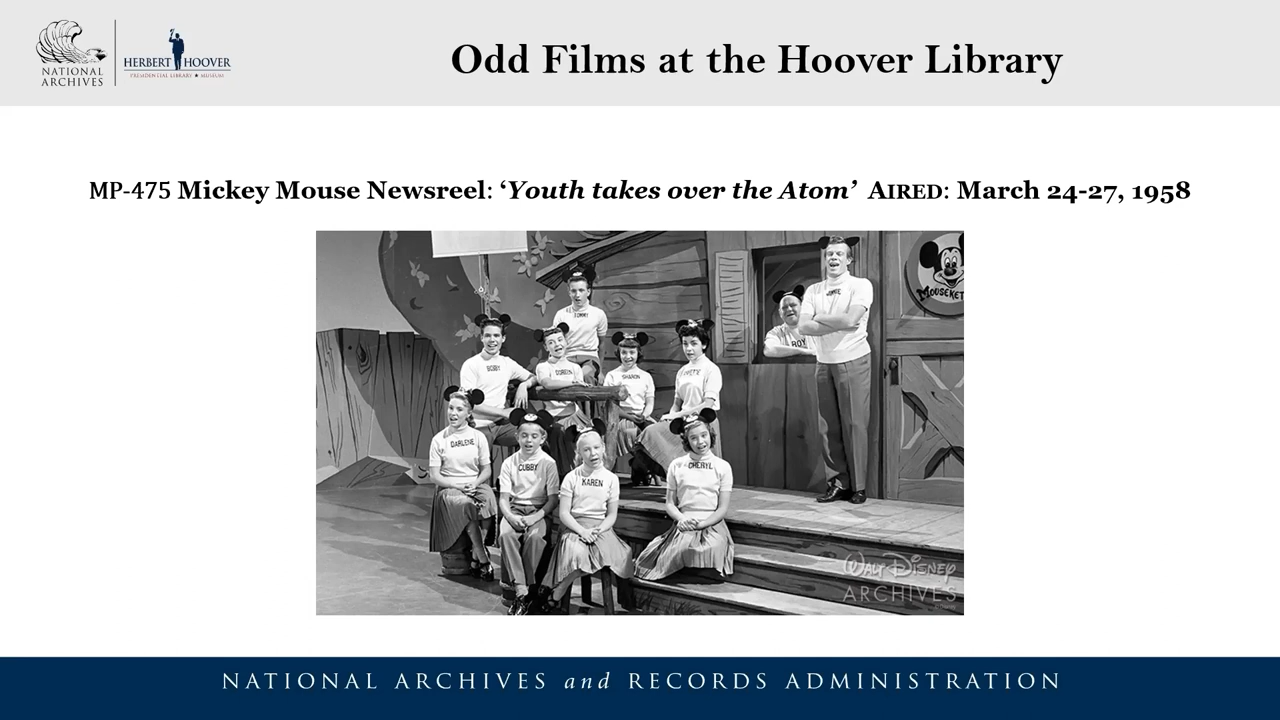 NATIONAL
ARCHIVES
HERBERT HOOVER
PRESIDENTIAL LIBRARY ★ MUSEUM
Odd Films at the Hoover Library
MP-475 Mickey Mouse Newsreel: ‘Youth takes over the Atom’ AIRED: March 24-27, 1958
TOMMY
BOBBY
DOREEN
SHARON
ROY
JIMMIE
MOUSEKET
DARLENE
CUBBY
KAREN
CHERYL
WALT DISNEY
ARCHIVES
NATIONAL ARCHIVES and RECORDS ADMINISTRATION